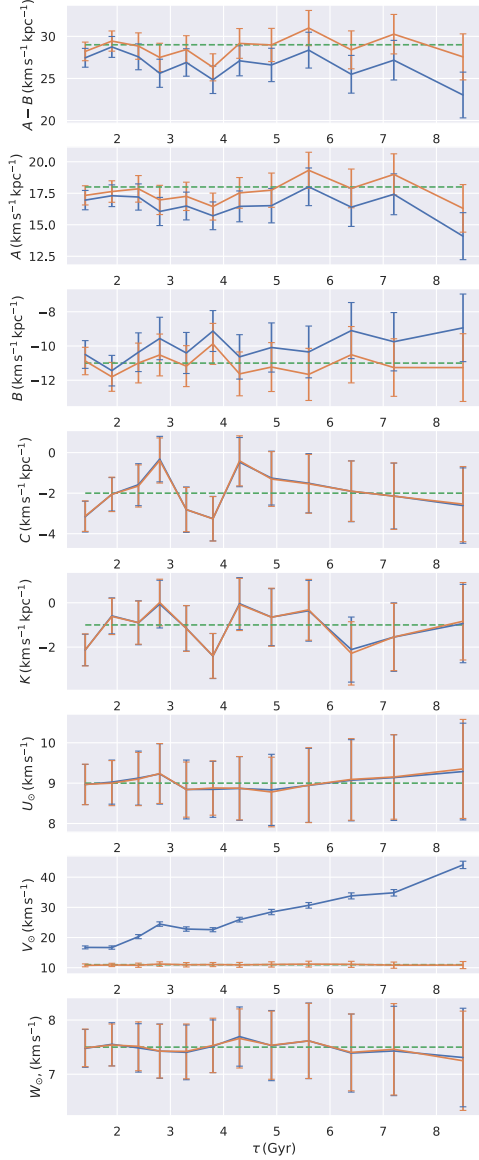 30
25
20
A − B (km s⁻¹ kpc⁻¹)
2 3 4 5 6 7 8
20.0
17.5
15.0
12.5
A (km s⁻¹ kpc⁻¹)
2 3 4 5 6 7 8
−8
−10
−12
B (km s⁻¹ kpc⁻¹)
2 3 4 5 6 7 8
0
−2
−4
C (km s⁻¹ kpc⁻¹)
2 3 4 5 6 7 8
0
−2
K (km s⁻¹ kpc⁻¹)
2 3 4 5 6 7 8
10
9
8
U⊙ (km s⁻¹)
2 3 4 5 6 7 8
40
30
20
10
V⊙ (km s⁻¹)
2 3 4 5 6 7 8
8
7
W⊙, (km s⁻¹)
2 3 4 5 6 7 8
τ (Gyr)